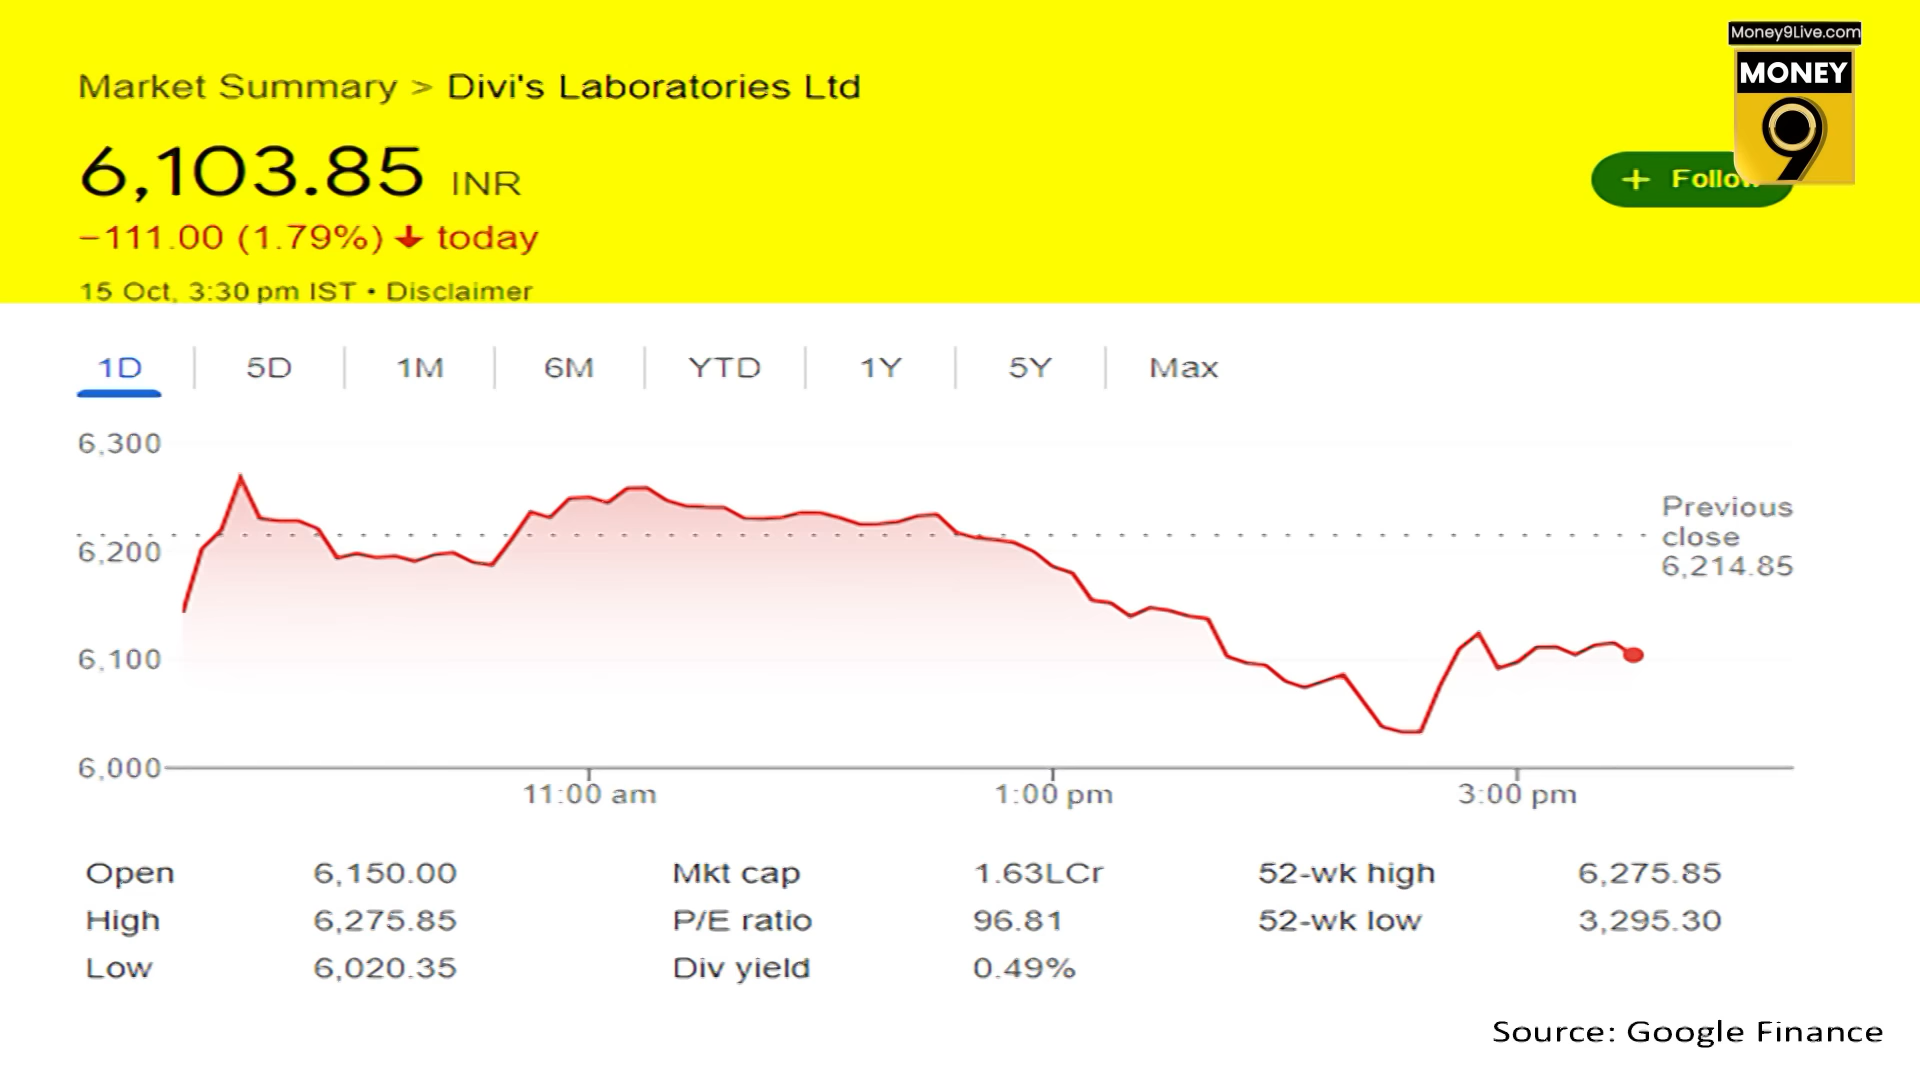 Money9Live.com
MONEY
9
Market Summary > Divi's Laboratories Ltd
6,103.85 INR
+ Follow
−111.00 (1.79%) ↓ today
15 Oct, 3:30 pm IST • Disclaimer
1D 5D 1M 6M YTD 1Y 5Y Max
6,300
Previous
close
6,214.85
6,200
6,100
6,000
11:00 am 1:00 pm 3:00 pm
Open 6,150.00 Mkt cap 1.63LCr 52-wk high 6,275.85
High 6,275.85 P/E ratio 96.81 52-wk low 3,295.30
Low 6,020.35 Div yield 0.49%
Source: Google Finance